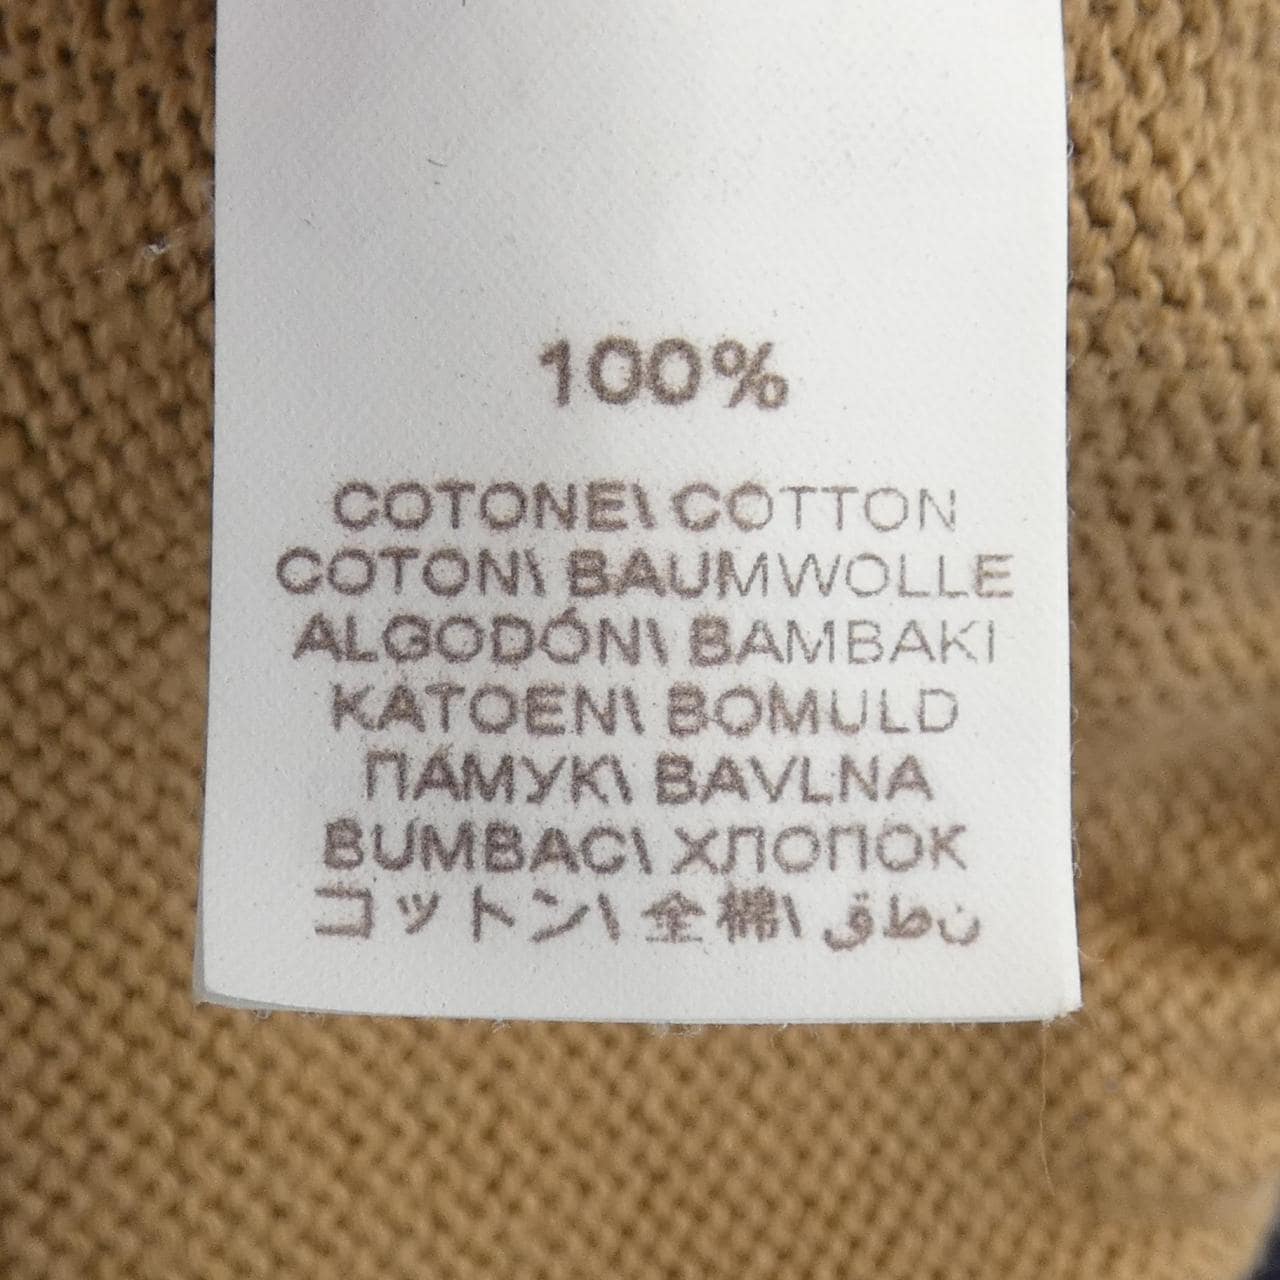 100%
COTONE\ COTTON
COTON\ BAUMWOLLE
ALGODÓN\ BAMBAKI
KATOEN\ BOMULD
ПАМУК\ BAVLNA
BUMBAC\ ХЛОПОК
コットン\ 全棉\ قطن